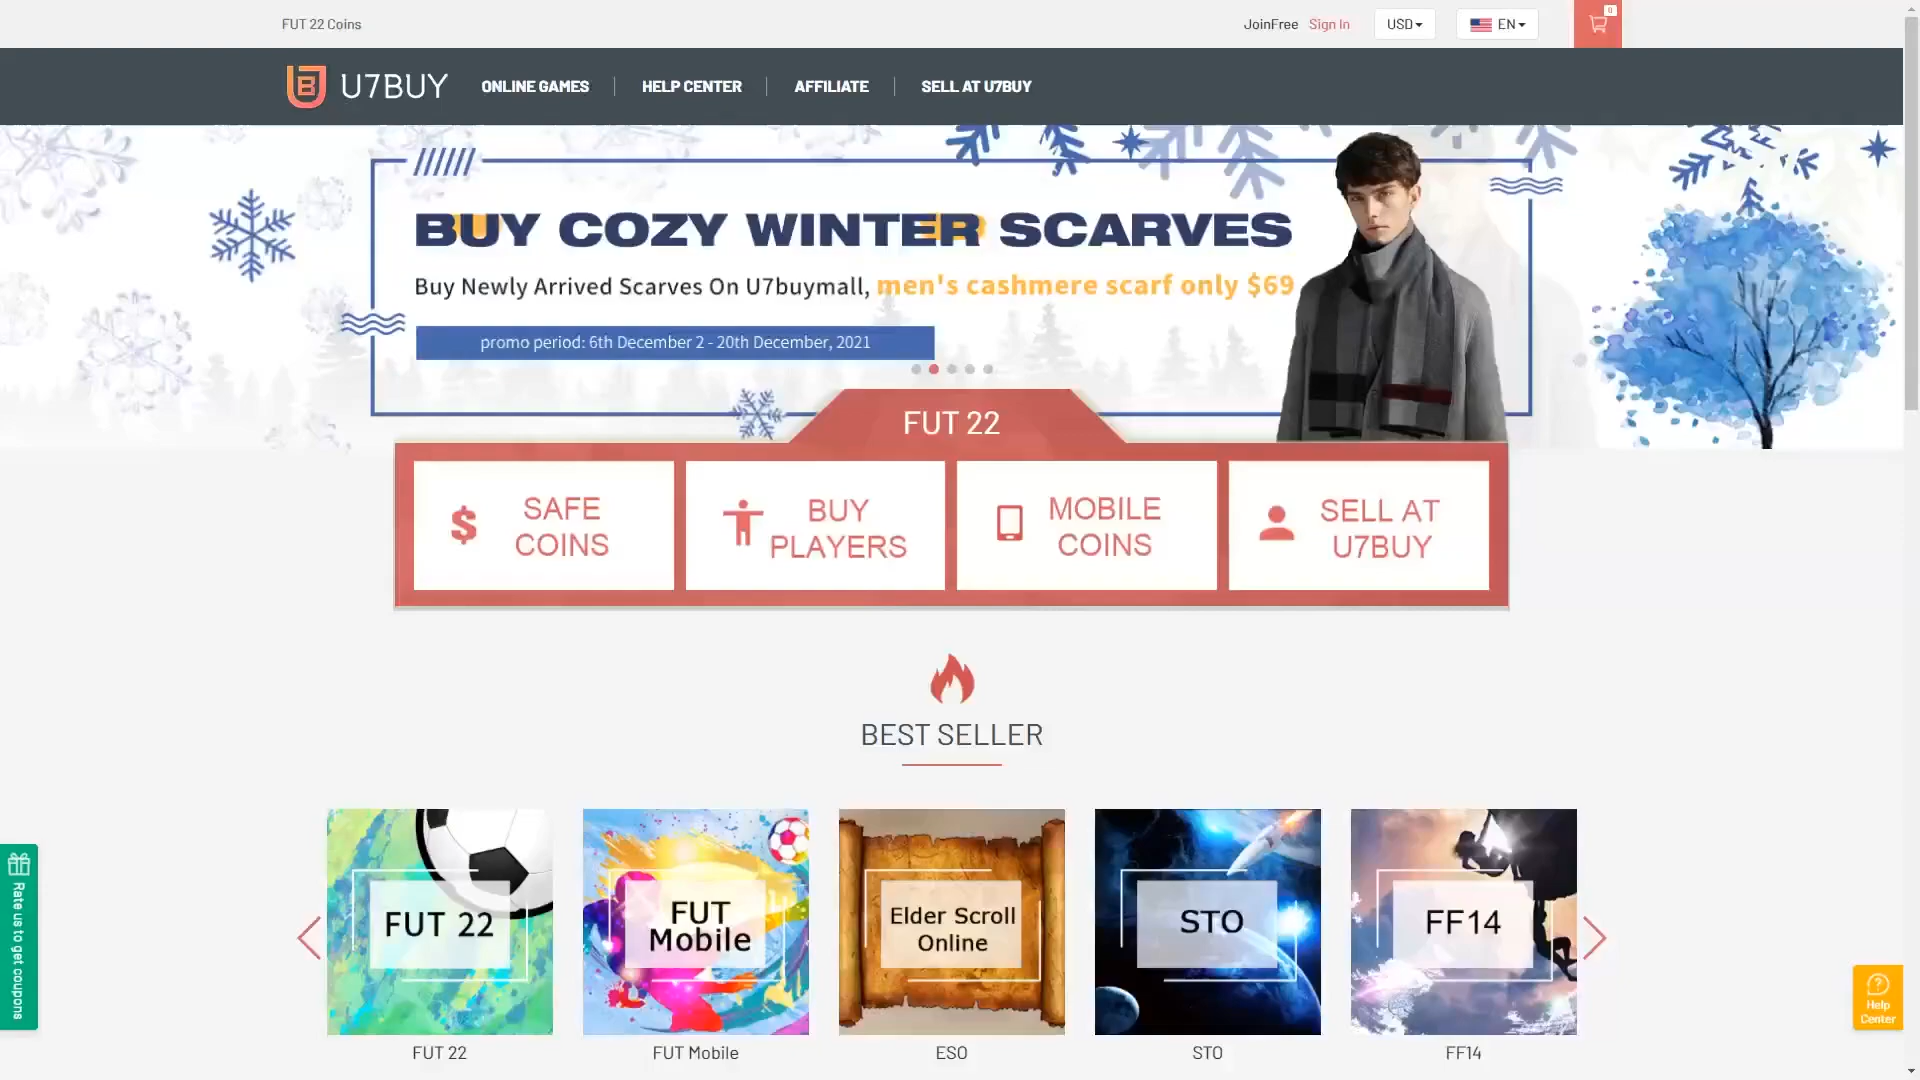 FUT 22 Coins
JoinFree Sign In
USD
EN
0
U7BUY
ONLINE GAMES
HELP CENTER
AFFILIATE
SELL AT U7BUY
BUY COZY WINTER SCARVES
Buy Newly Arrived Scarves On U7buymall, men's cashmere scarf only $69
promo period: 6th December 2 - 20th December, 2021
FUT 22
SAFE
COINS
BUY
PLAYERS
MOBILE
COINS
SELL AT
U7BUY
BEST SELLER
FUT 22
FUT
Mobile
Elder Scroll
Online
STO
FF14
FUT 22
FUT Mobile
ESO
STO
FF14
Rate us to get coupons
Help
Center